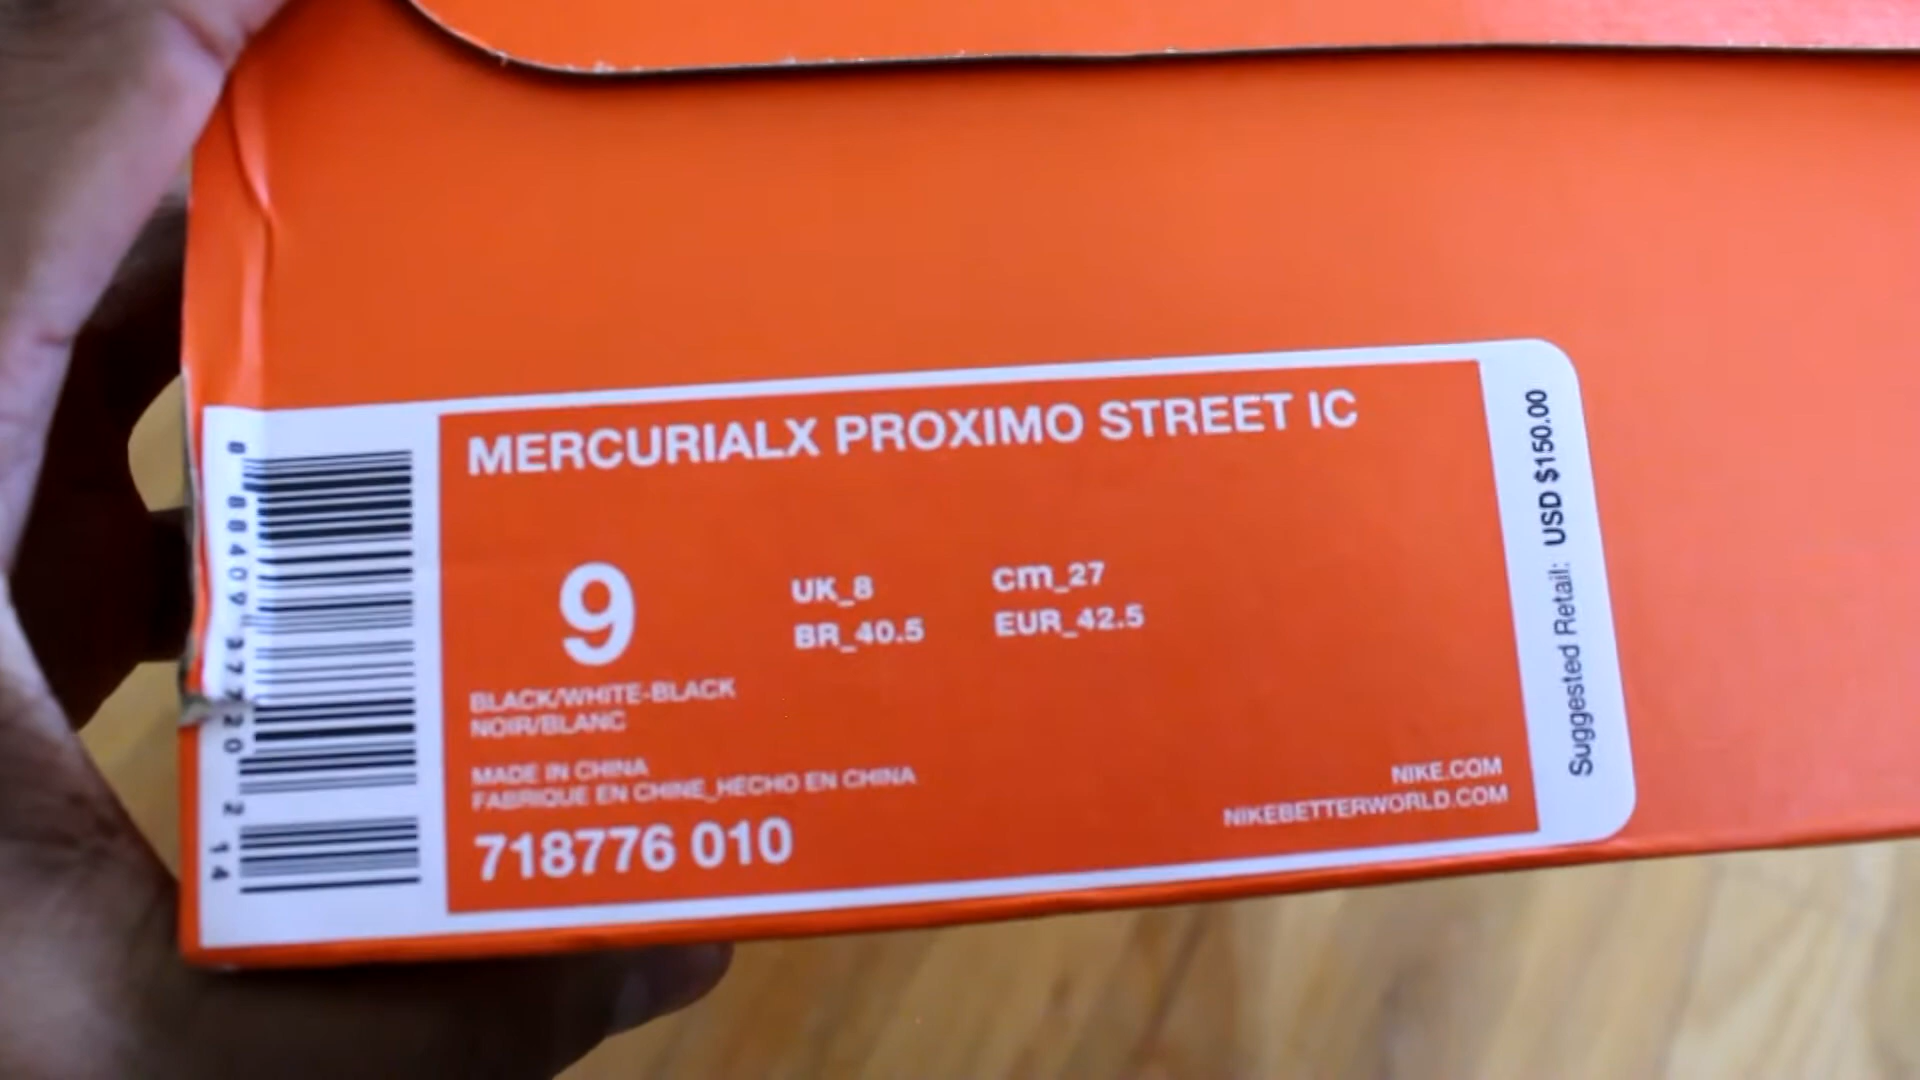 MERCURIALX PROXIMO STREET IC
9
UK_8
cm_27
BR_40.5
EUR_42.5
BLACK/WHITE-BLACK
NOIR/BLANC
MADE IN CHINA
FABRIQUE EN CHINE_HECHO EN CHINA
718776 010
NIKE.COM
NIKEBETTERWORLD.COM
Suggested Retail: USD $150.00